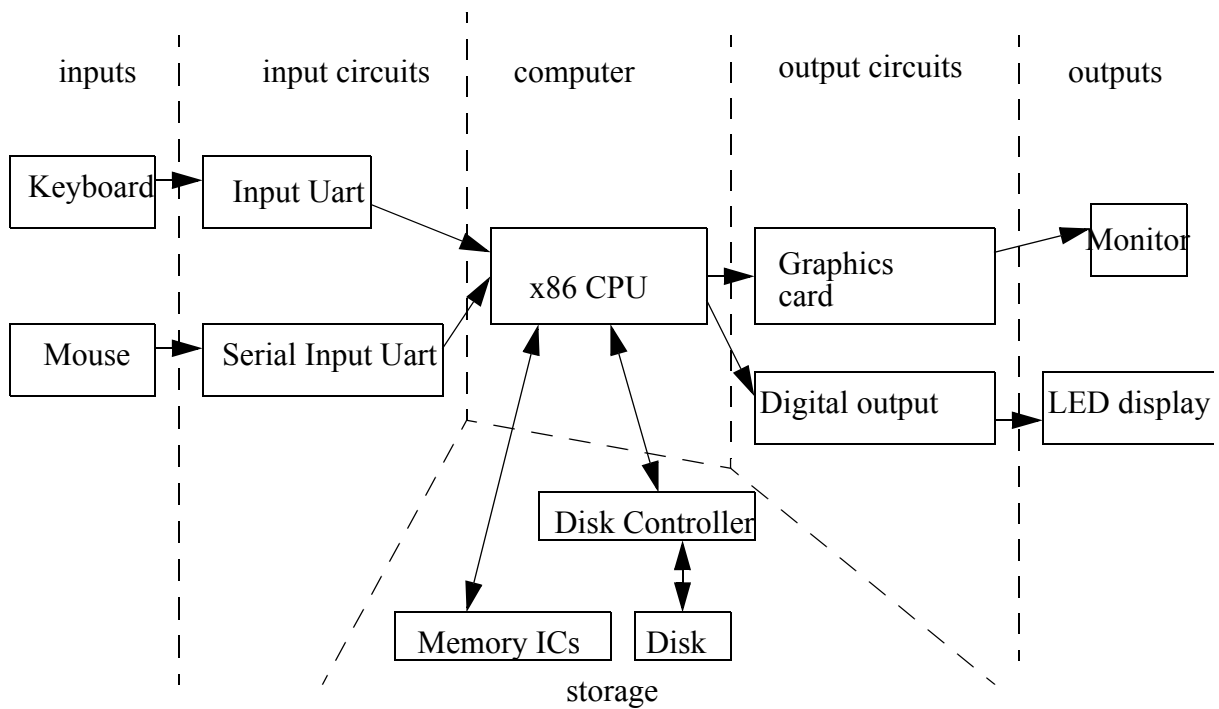 inputs
input circuits
computer
output circuits
outputs
Keyboard
Input Uart
x86 CPU
Graphics
card
Monitor
Mouse
Serial Input Uart
Digital output
LED display
Disk Controller
Memory ICs
Disk
storage